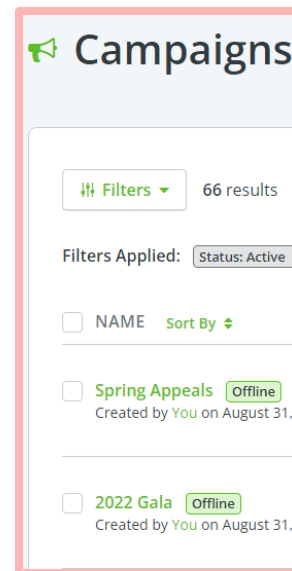 Campaigns
Filters 66 results
Filters Applied: Status: Active
NAME Sort By
Spring Appeals Offline
Created by You on August 31,
2022 Gala Offline
Created by You on August 31,